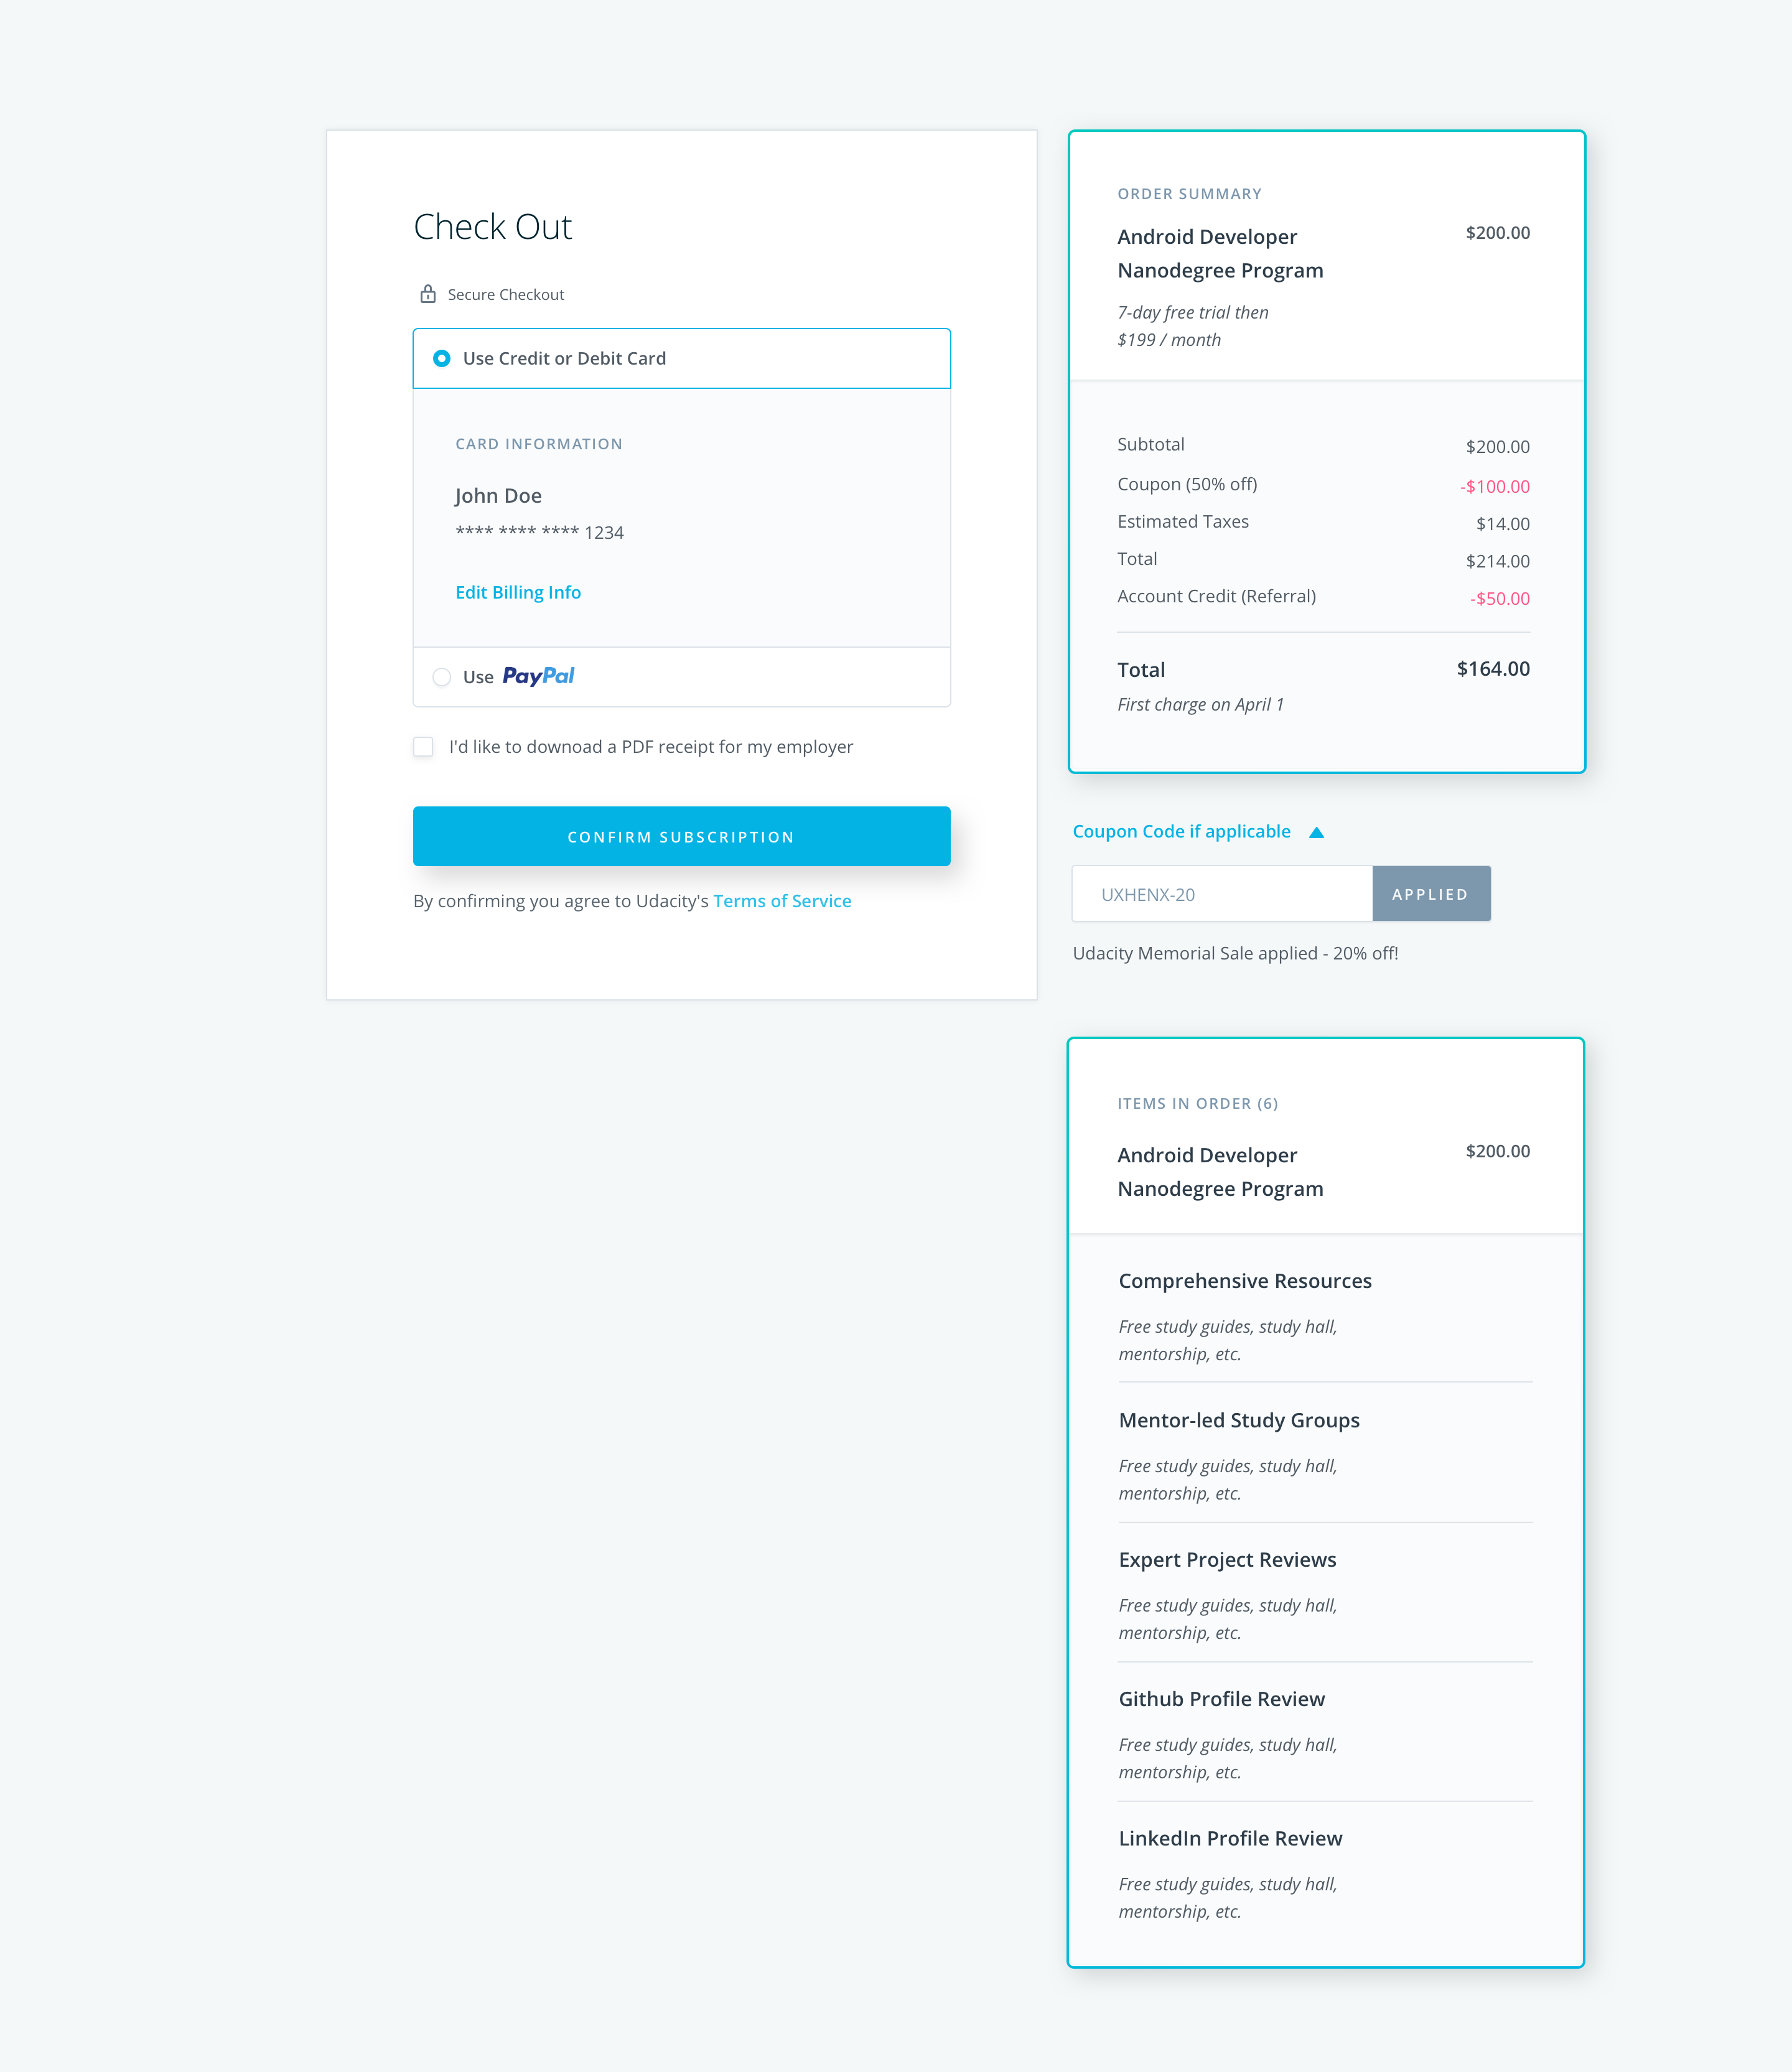 Check Out
Secure Checkout
Use Credit or Debit Card
CARD INFORMATION
John Doe
**** **** **** 1234
Edit Billing Info
Use PayPal
I'd like to downoad a PDF receipt for my employer
CONFIRM SUBSCRIPTION
By confirming you agree to Udacity's Terms of Service
ORDER SUMMARY
Android Developer $200.00
Nanodegree Program
7-day free trial then
$199 / month
Subtotal $200.00
Coupon (50% off) -$100.00
Estimated Taxes $14.00
Total $214.00
Account Credit (Referral) -$50.00
Total $164.00
First charge on April 1
Coupon Code if applicable
UXHENX-20 APPLIED
Udacity Memorial Sale applied - 20% off!
ITEMS IN ORDER (6)
Android Developer $200.00
Nanodegree Program
Comprehensive Resources
Free study guides, study hall,
mentorship, etc.
Mentor-led Study Groups
Free study guides, study hall,
mentorship, etc.
Expert Project Reviews
Free study guides, study hall,
mentorship, etc.
Github Profile Review
Free study guides, study hall,
mentorship, etc.
LinkedIn Profile Review
Free study guides, study hall,
mentorship, etc.